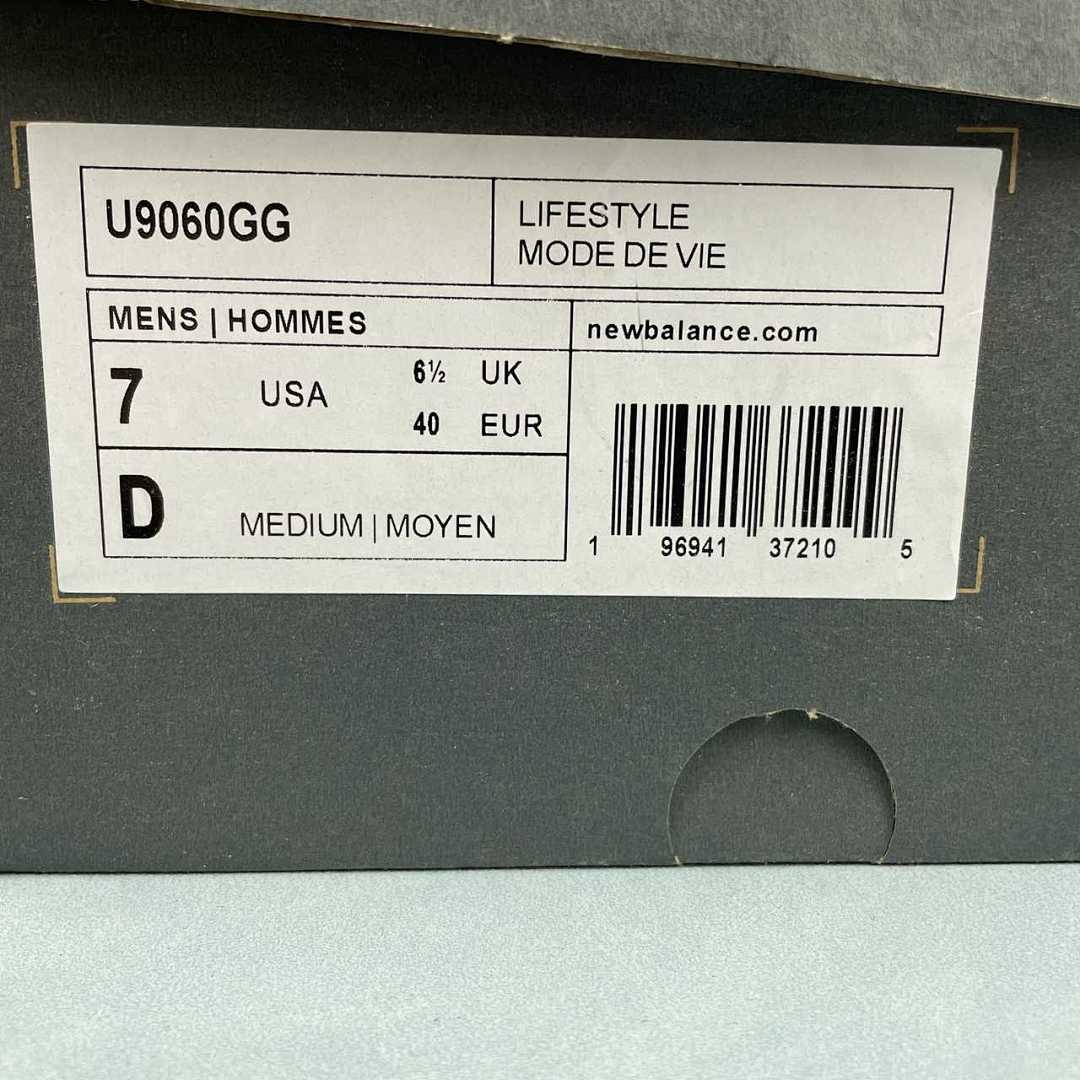 U9060GG
LIFESTYLE
MODE DE VIE
MENS | HOMMES
newbalance.com
7 USA
6½ UK
40 EUR
D MEDIUM | MOYEN
1 96941 37210 5